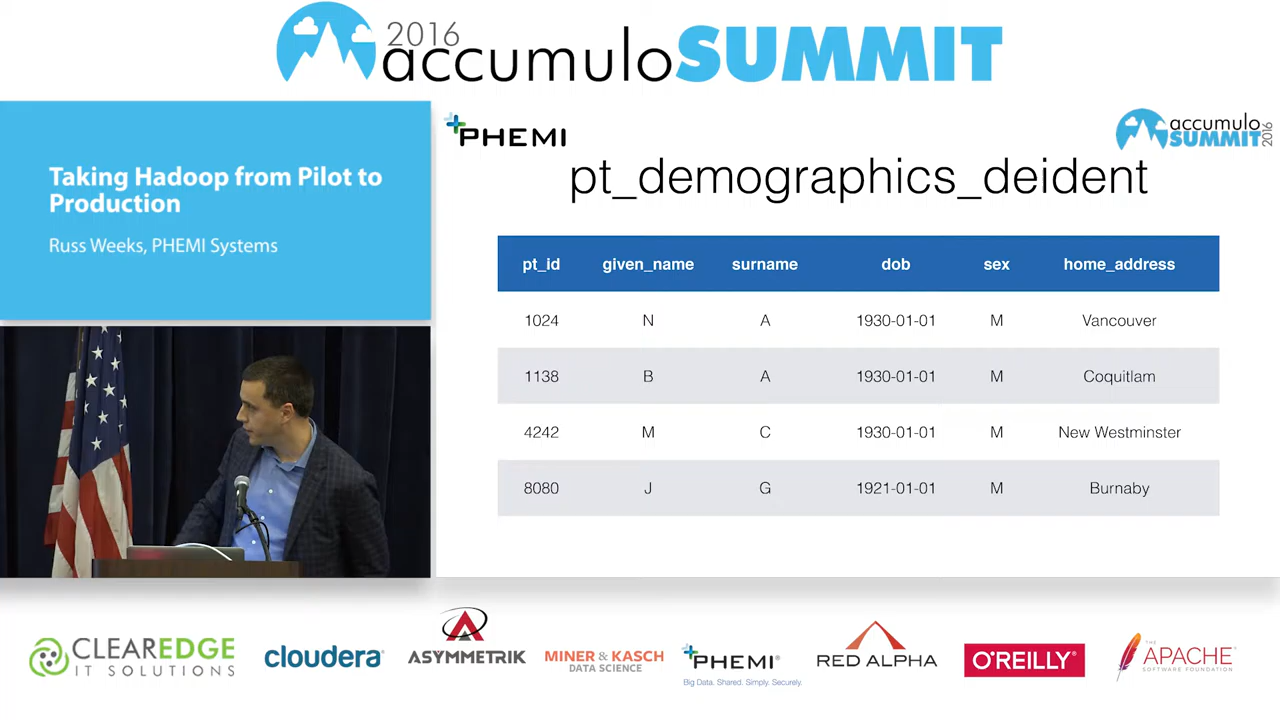 2016
accumuloSUMMIT
Taking Hadoop from Pilot to
Production
Russ Weeks, PHEMI Systems
PHEMI
accumulo
SUMMIT 2016
pt_demographics_deident
pt_id given_name surname dob sex home_address
1024 N A 1930-01-01 M Vancouver
1138 B A 1930-01-01 M Coquitlam
4242 M C 1930-01-01 M New Westminster
8080 J G 1921-01-01 M Burnaby
CLEAREDGE
IT SOLUTIONS
cloudera
ASYMMETRIK
MINER & KASCH
DATA SCIENCE
PHEMI®
Big Data. Shared. Simply. Securely.
RED ALPHA
O'REILLY®
THE
APACHE
SOFTWARE FOUNDATION